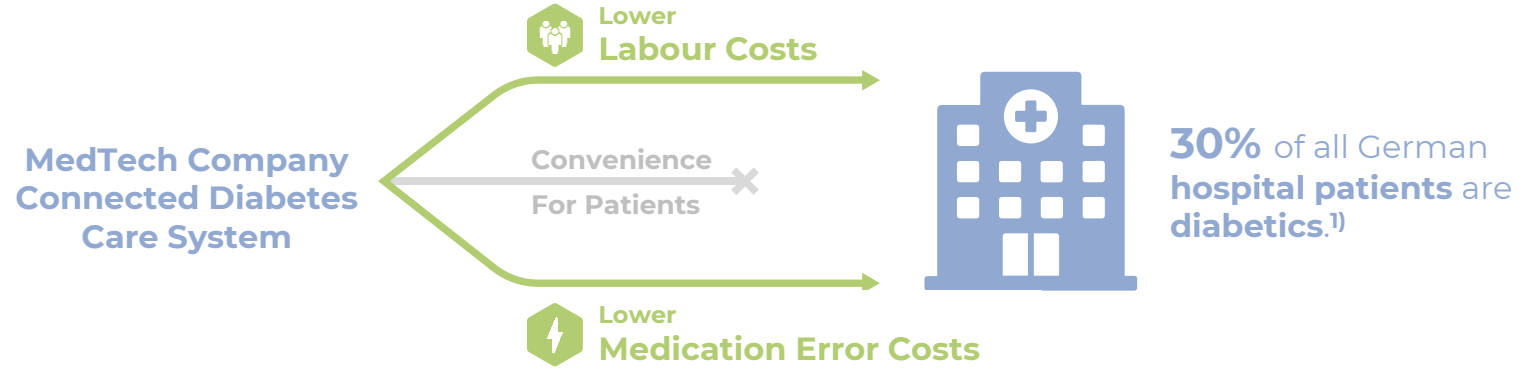 Lower
Labour Costs
MedTech Company
Connected Diabetes
Care System
Convenience
For Patients
30% of all German
hospital patients are
diabetics.1)
Lower
Medication Error Costs